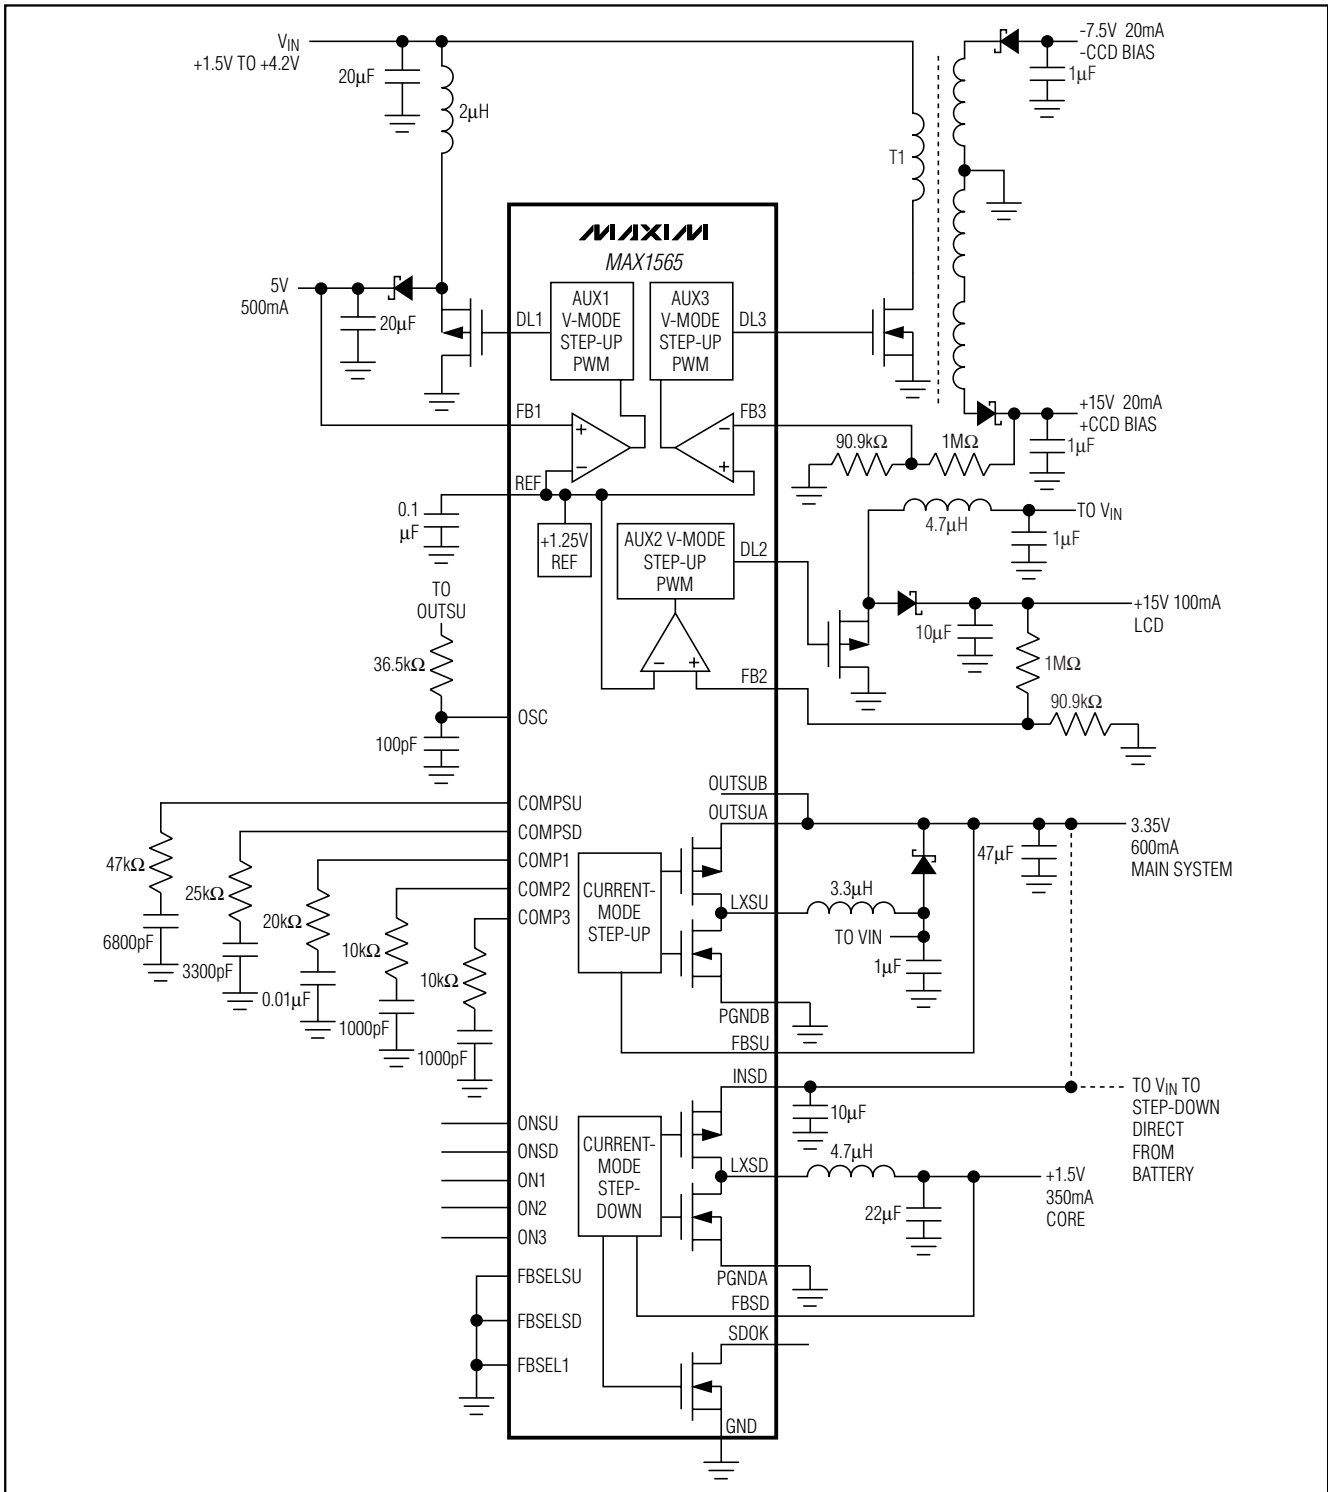 VIN
+1.5V TO +4.2V
20µF
2µH
T1
-7.5V 20mA
-CCD BIAS
1µF
MAXIM
MAX1565
5V
500mA
20µF
DL1
AUX1
V-MODE
STEP-UP
PWM
AUX3
V-MODE
STEP-UP
PWM
DL3
FB1
+
−
FB3
−
+
+15V 20mA
+CCD BIAS
1µF
90.9kΩ
1MΩ
REF
0.1
µF
+1.25V
REF
AUX2 V-MODE
STEP-UP
PWM
DL2
4.7µH
TO VIN
1µF
TO
OUTSU
36.5kΩ
−
+
FB2
10µF
+15V 100mA
LCD
1MΩ
90.9kΩ
OSC
100pF
OUTSUB
OUTSUA
COMPSU
COMPSD
COMP1
COMP2
COMP3
47kΩ
6800pF
25kΩ
3300pF
20kΩ
0.01µF
10kΩ
1000pF
10kΩ
1000pF
CURRENT-
MODE
STEP-UP
LXSU
3.3µH
TO VIN
1µF
47µF
3.35V
600mA
MAIN SYSTEM
PGNDB
FBSU
INSD
10µF
TO VIN TO
STEP-DOWN
DIRECT
FROM
BATTERY
ONSU
ONSD
ON1
ON2
ON3
CURRENT-
MODE
STEP-
DOWN
LXSD
4.7µH
22µF
+1.5V
350mA
CORE
PGNDA
FBSD
FBSELSU
FBSELSD
FBSEL1
SDOK
GND